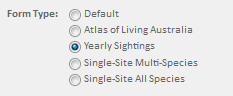 Form Type: Default
Atlas of Living Australia
Yearly Sightings
Single-Site Multi-Species
Single-Site All Species